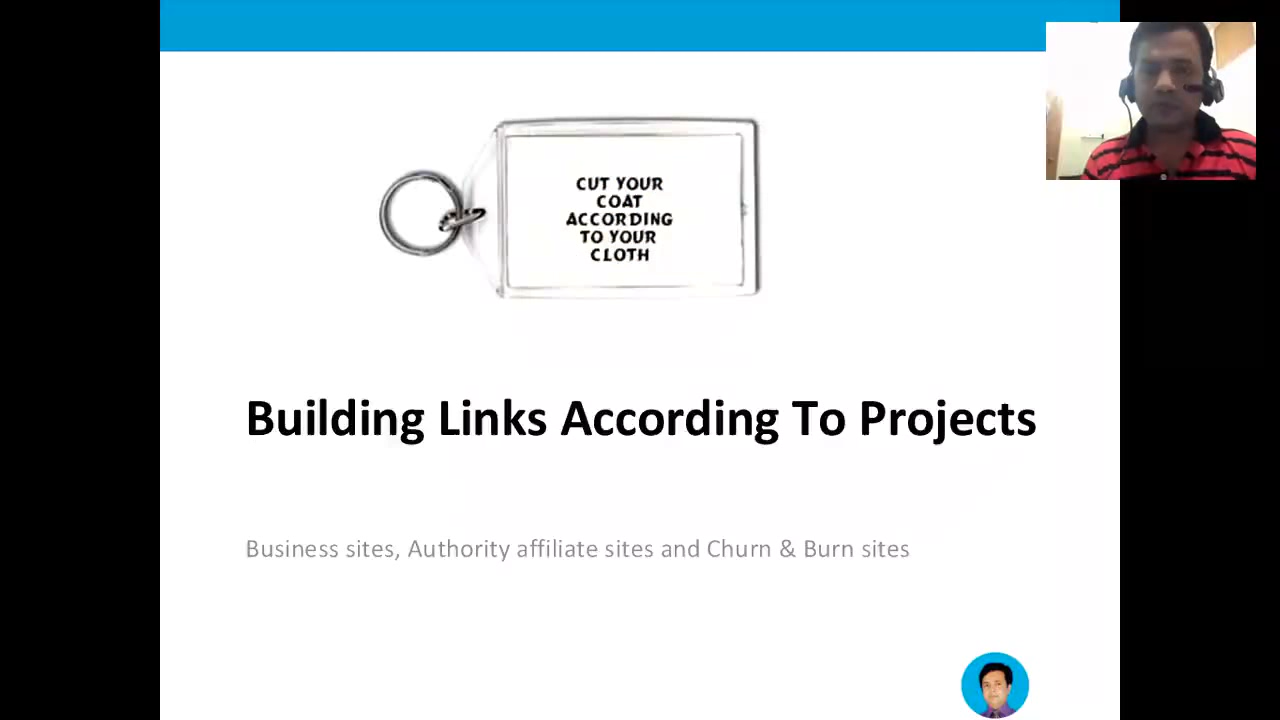 CUT YOUR
COAT
ACCORDING
TO YOUR
CLOTH
Building Links According To Projects
Business sites, Authority affiliate sites and Churn & Burn sites